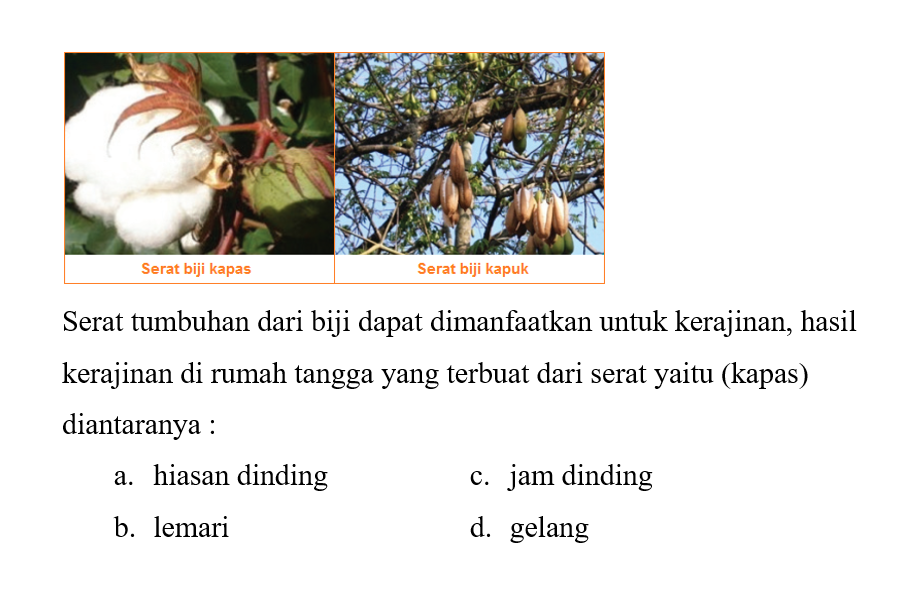 Serat biji kapas
Serat biji kapuk
Serat tumbuhan dari biji dapat dimanfaatkan untuk kerajinan, hasil
kerajinan di rumah tangga yang terbuat dari serat yaitu (kapas)
diantaranya :
a. hiasan dinding
c. jam dinding
b. lemari
d. gelang